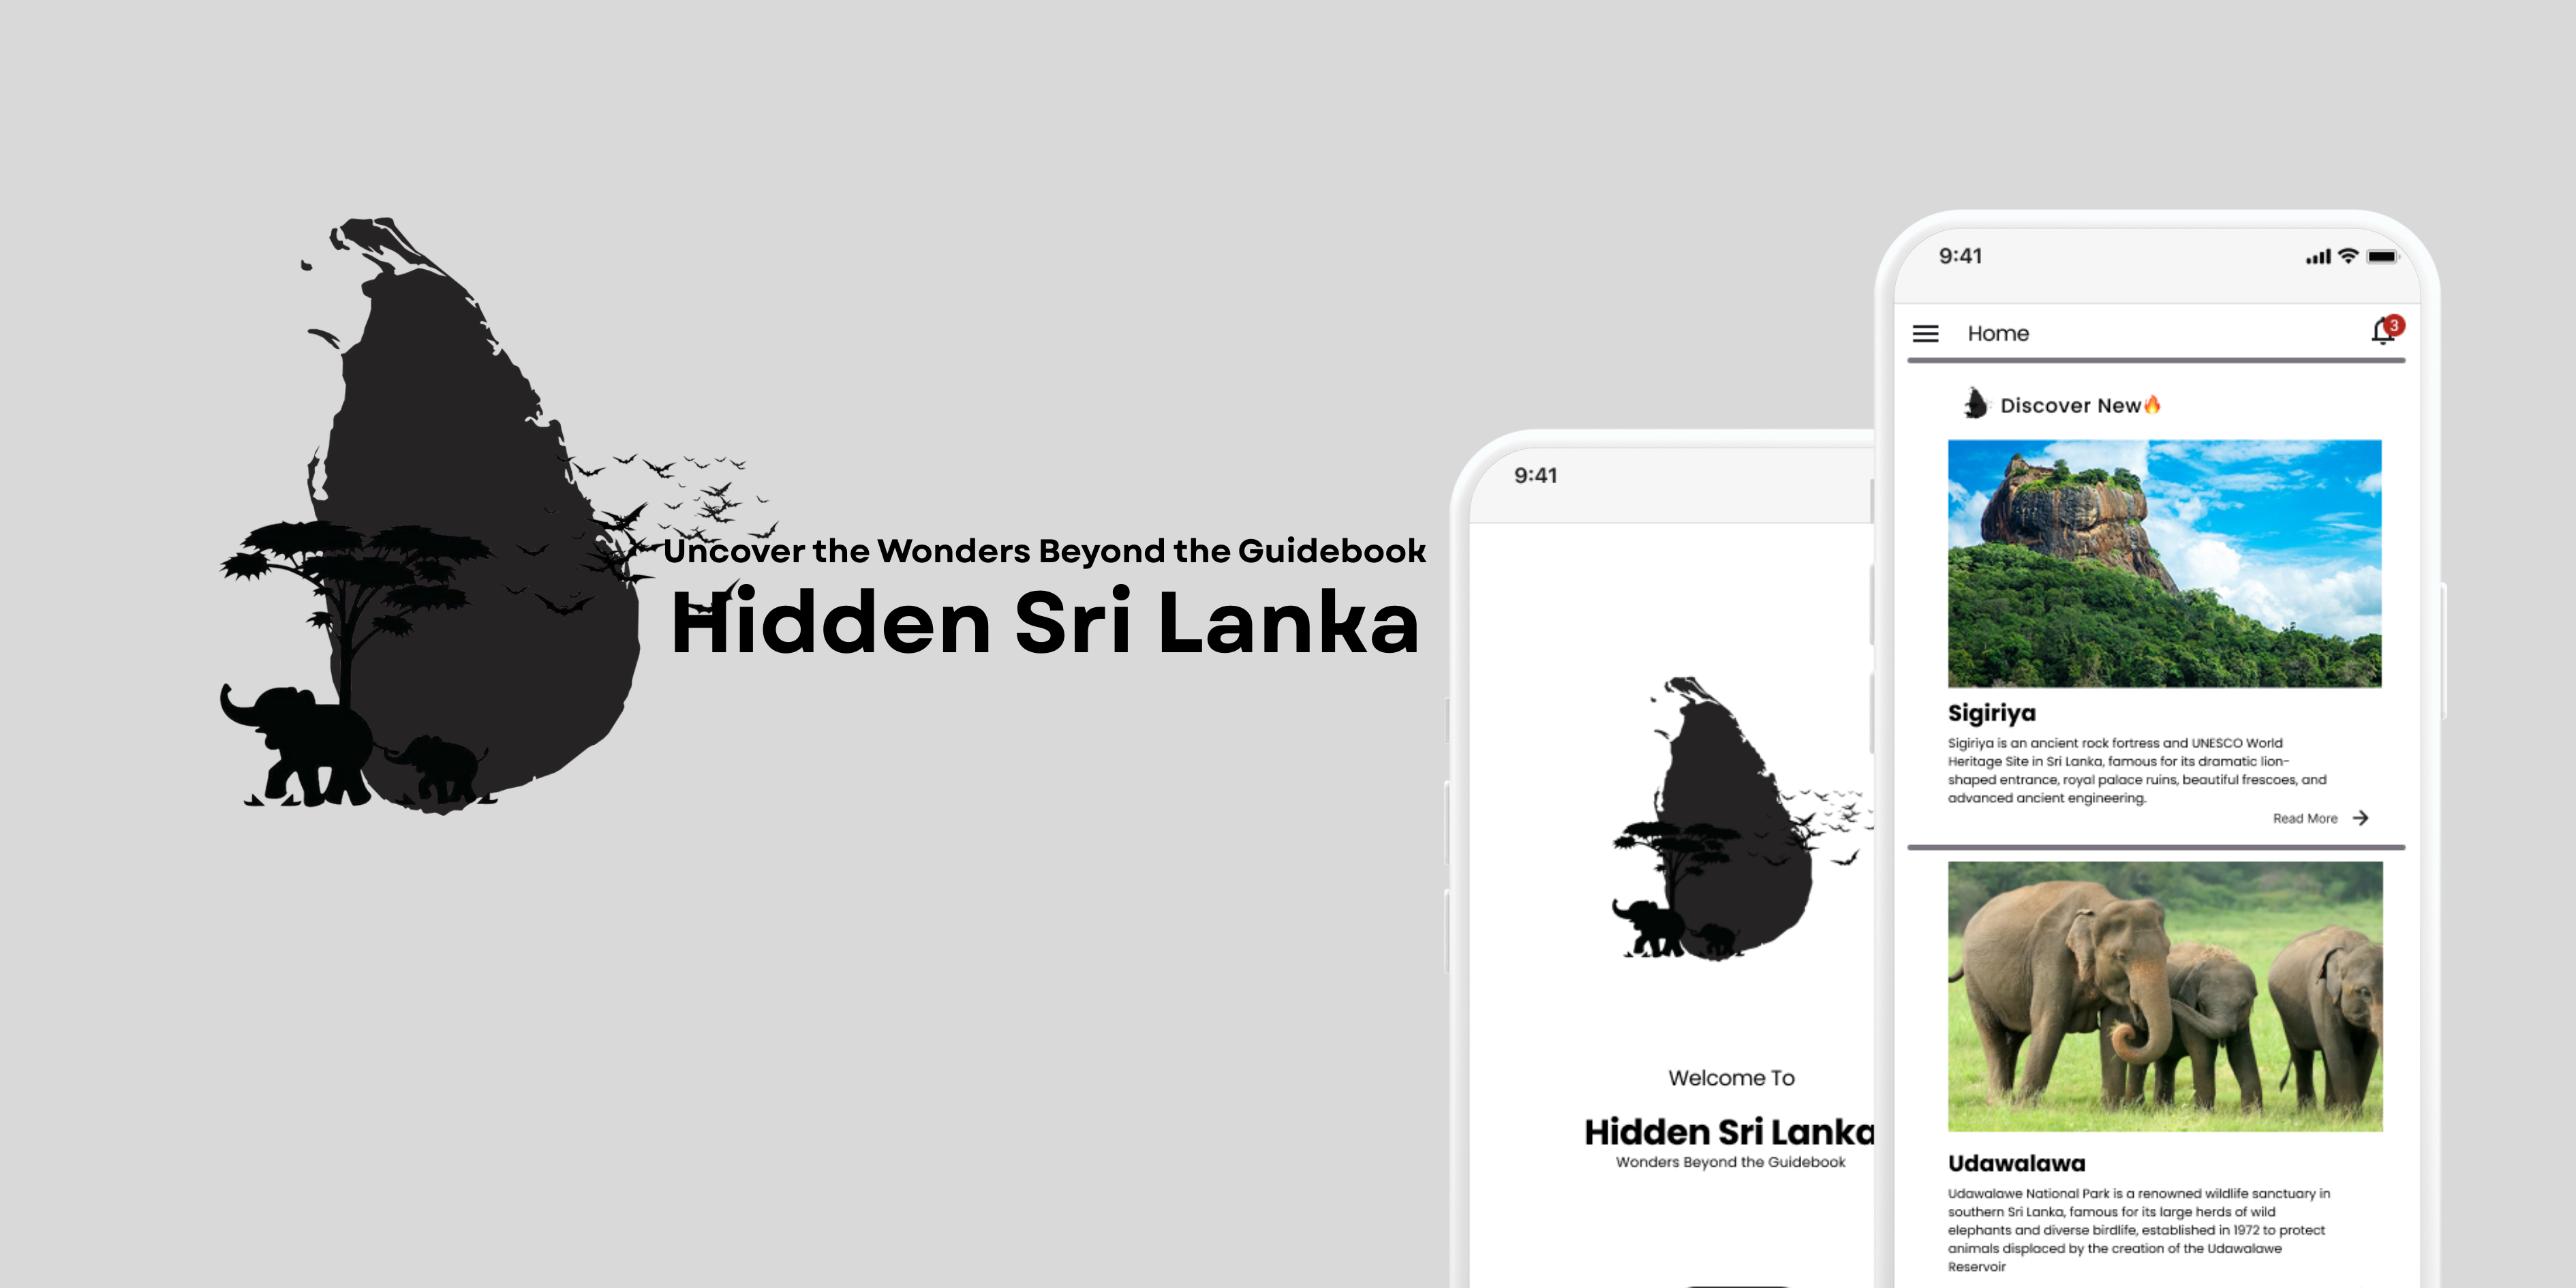 Uncover the Wonders Beyond the Guidebook
Hidden Sri Lanka
9:41
Welcome To
Hidden Sri Lanka
Wonders Beyond the Guidebook
9:41
Home
3
Discover New🔥
Sigiriya
Sigiriya is an ancient rock fortress and UNESCO World
Heritage Site in Sri Lanka, famous for its dramatic lion-
shaped entrance, royal palace ruins, beautiful frescoes, and
advanced ancient engineering.
Read More
Udawalawa
Udawalawe National Park is a renowned wildlife sanctuary in
southern Sri Lanka, famous for its large herds of wild
elephants and diverse birdlife, established in 1972 to protect
animals displaced by the creation of the Udawalawe
Reservoir